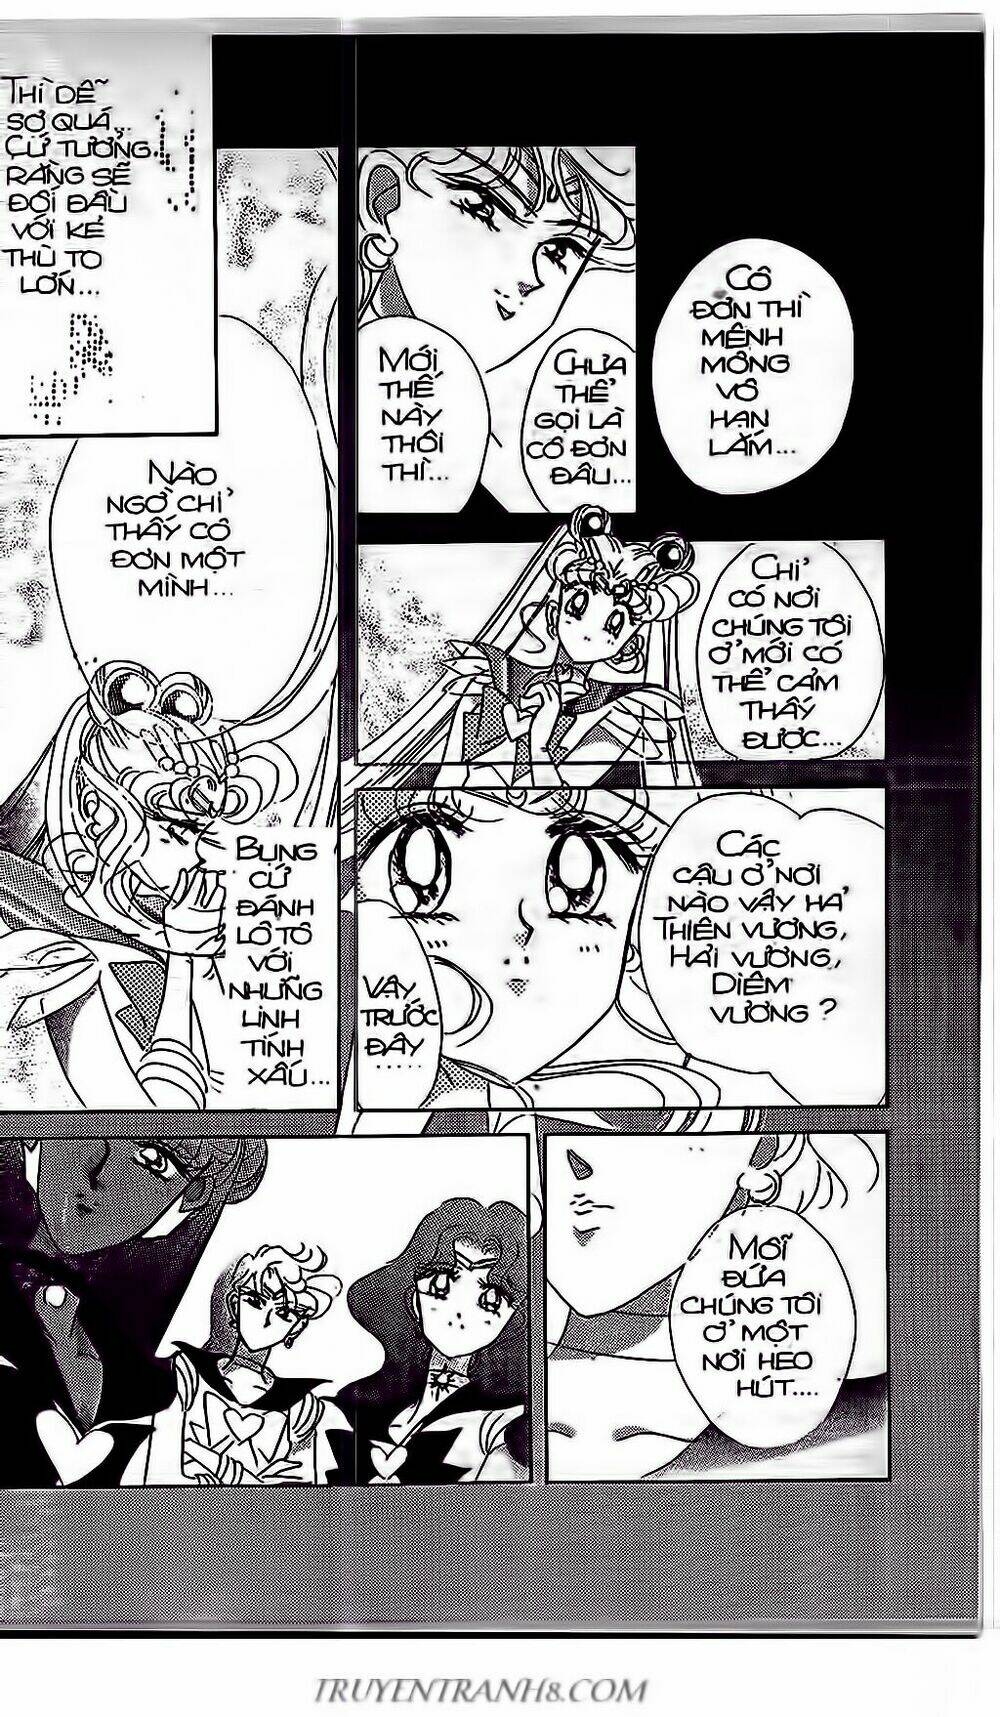 CÔ
ĐƠN THÌ
MÊNH
MÔNG
VÔ
HẠN
LẮM...
CHƯA
THỂ
GỌI LÀ
CÔ ĐƠN
ĐÂU...
MỚI
THẾ
NÀY
THÔI
THÌ...
CHỈ
CÓ NƠI
CHÚNG TÔI
Ở MỚI CÓ
THỂ CẢM
THẤY
ĐƯỢC...
CÁC
CẬU Ở NƠI
NÀO VẬY HẢ
THIÊN VƯƠNG,
HẢI VƯƠNG,
DIÊM
VƯƠNG ?
VẬY
TRƯỚC
ĐÂY
.....
MỖI
ĐỨA
CHÚNG TÔI
Ở MỘT
NƠI HEO
HÚT....
THÌ DỄ
SỢ QUÁ...
CỨ TƯỞNG
RẰNG SẼ
ĐỐI ĐẦU
VỚI KẺ
THÙ TO
LỚN...
NÀO
NGỜ CHỈ
THẤY CÔ
ĐƠN MỘT
MÌNH...
BỤNG
CỨ
ĐÁNH
LÔ TÔ
VỚI
NHỮNG
LINH
TÍNH
XẤU...
TRUYENTRANH8.COM